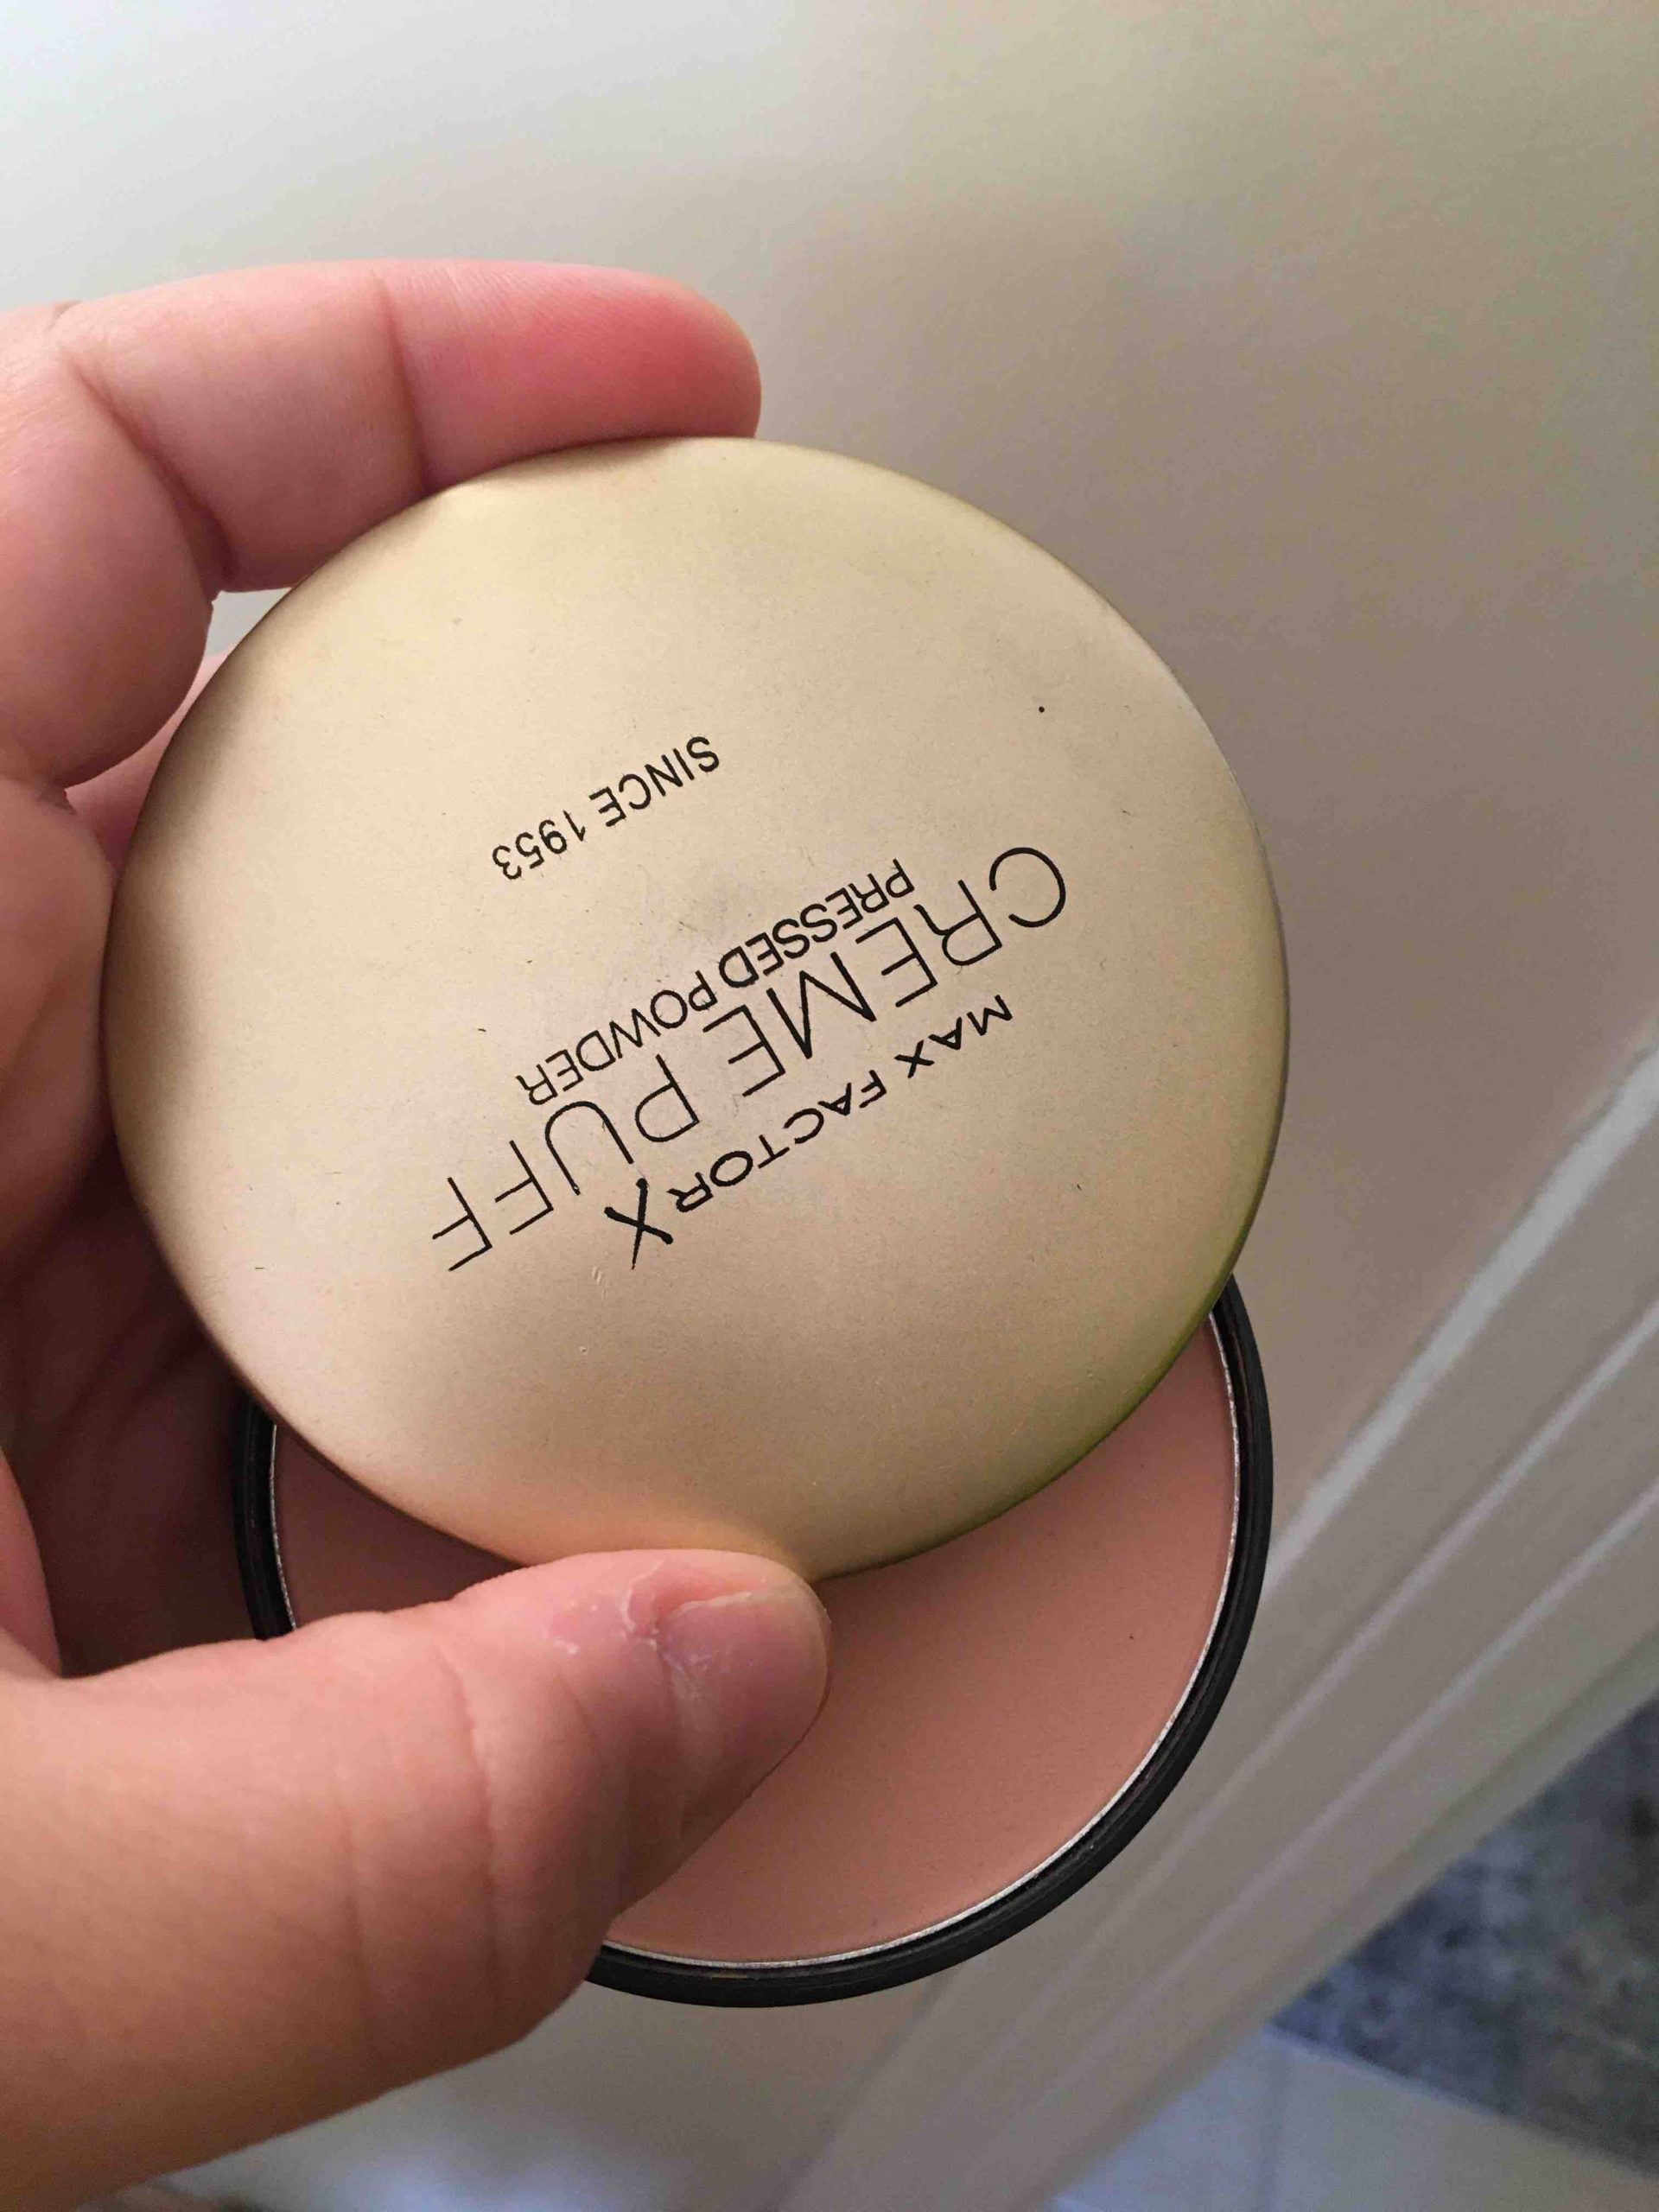 MAX FACTOR X
CREME PUFF
PRESSED POWDER
SINCE 1953